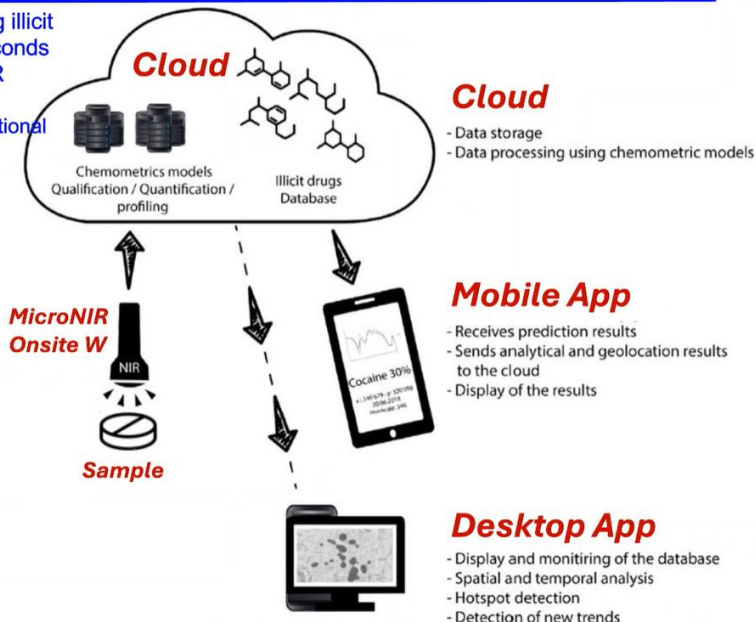 g illicit
conds
R
tional
Cloud
Chemometrics models
Qualification / Quantification /
profiling
Illicit drugs
Database
Cloud
- Data storage
- Data processing using chemometric models
MicroNIR
Onsite W
NIR
Sample
Cocaine 30%
20.06.2018
Mobile App
- Receives prediction results
- Sends analytical and geolocation results
to the cloud
- Display of the results
Desktop App
- Display and monitiring of the database
- Spatial and temporal analysis
- Hotspot detection
- Detection of new trends